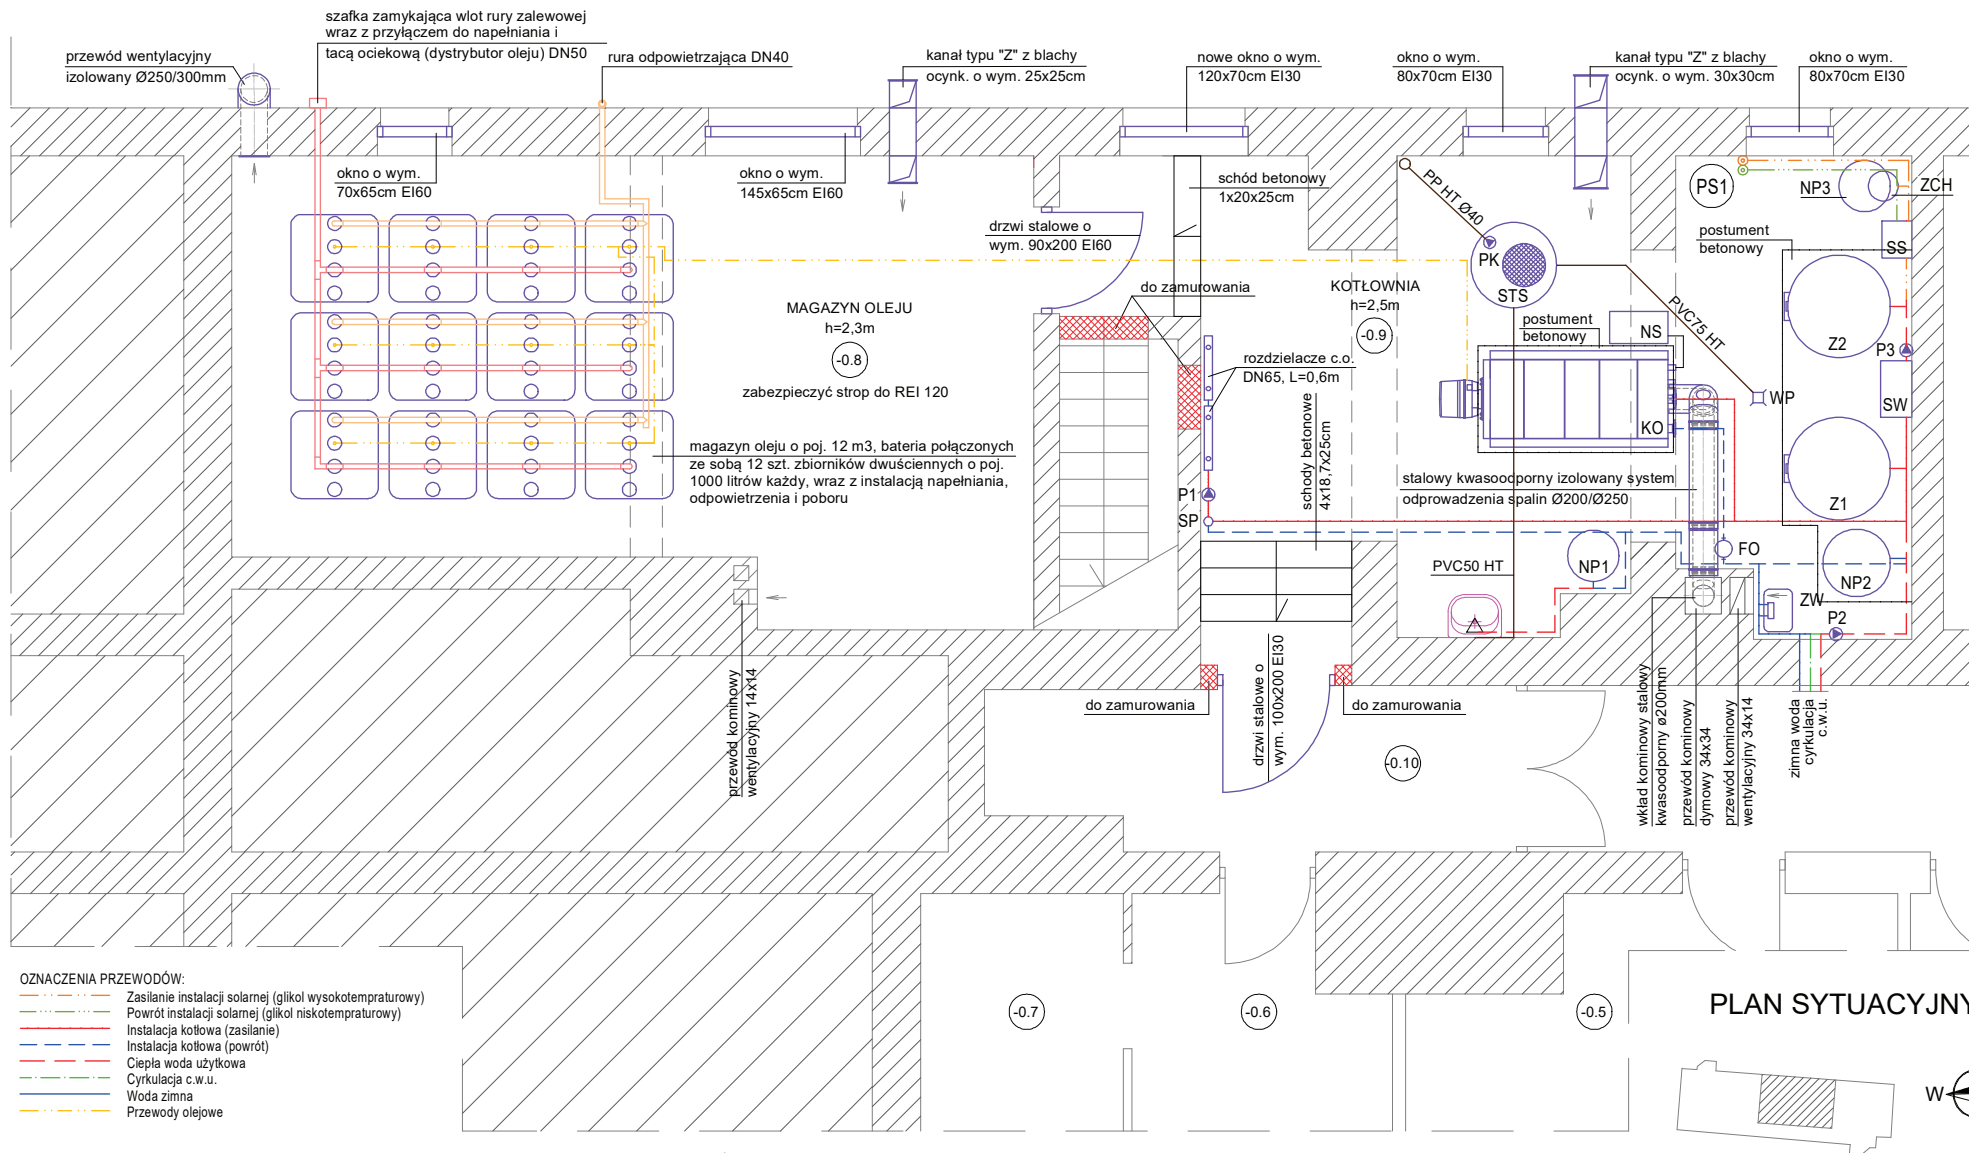 szafka zamykająca wlot rury zalewowej
wraz z przyłączem do napełniania i
tacą ociekową (dystrybutor oleju) DN50
przewód wentylacyjny
izolowany Ø250/300mm
rura odpowietrzająca DN40
kanał typu "Z" z blachy
ocynk. o wym. 25x25cm
nowe okno o wym.
120x70cm EI30
okno o wym.
80x70cm EI30
kanał typu "Z" z blachy
ocynk. o wym. 30x30cm
okno o wym.
80x70cm EI30
okno o wym.
70x65cm EI60
okno o wym.
145x65cm EI60
schód betonowy
1x20x25cm
drzwi stalowe o
wym. 90x200 EI60
PP HT Ø40
PS1
NP3
ZCH
SS
postument
betonowy
PK
STS
do zamurowania
KOTŁOWNIA
h=2,5m
-0.9
MAGAZYN OLEJU
h=2,3m
-0.8
zabezpieczyć strop do REI 120
PVC75 HT
postument
betonowy
NS
Z2
P3
rozdzielacze c.o.
DN65, L=0,6m
WP
SW
KO
schody betonowe
4x18,7x25cm
magazyn oleju o poj. 12 m3, bateria połączonych
ze sobą 12 szt. zbiorników dwuściennych o poj.
1000 litrów każdy, wraz z instalacją napełniania,
odpowietrzenia i poboru
stalowy kwasoodporny izolowany system
odprowadzenia spalin Ø200/Ø250
P1
SP
Z1
FO
PVC50 HT
NP1
NP2
ZW
P2
przewód kominowy
wentylacyjny 14x14
do zamurowania
drzwi stalowe o
wym. 100x200 EI30
do zamurowania
wkład kominowy stalowy
kwasoodporny ø200mm
przewód kominowy
dymowy 34x34
przewód kominowy
wentylacyjny 34x14
zimna woda
cyrkulacja
c.w.u.
-0.10
OZNACZENIA PRZEWODÓW:
Zasilanie instalacji solarnej (glikol wysokotempraturowy)
Powrót instalacji solarnej (glikol niskotempraturowy)
Instalacja kotłowa (zasilanie)
Instalacja kotłowa (powrót)
Ciepła woda użytkowa
Cyrkulacja c.w.u.
Woda zimna
Przewody olejowe
-0.7
-0.6
-0.5
PLAN SYTUACYJNY
W